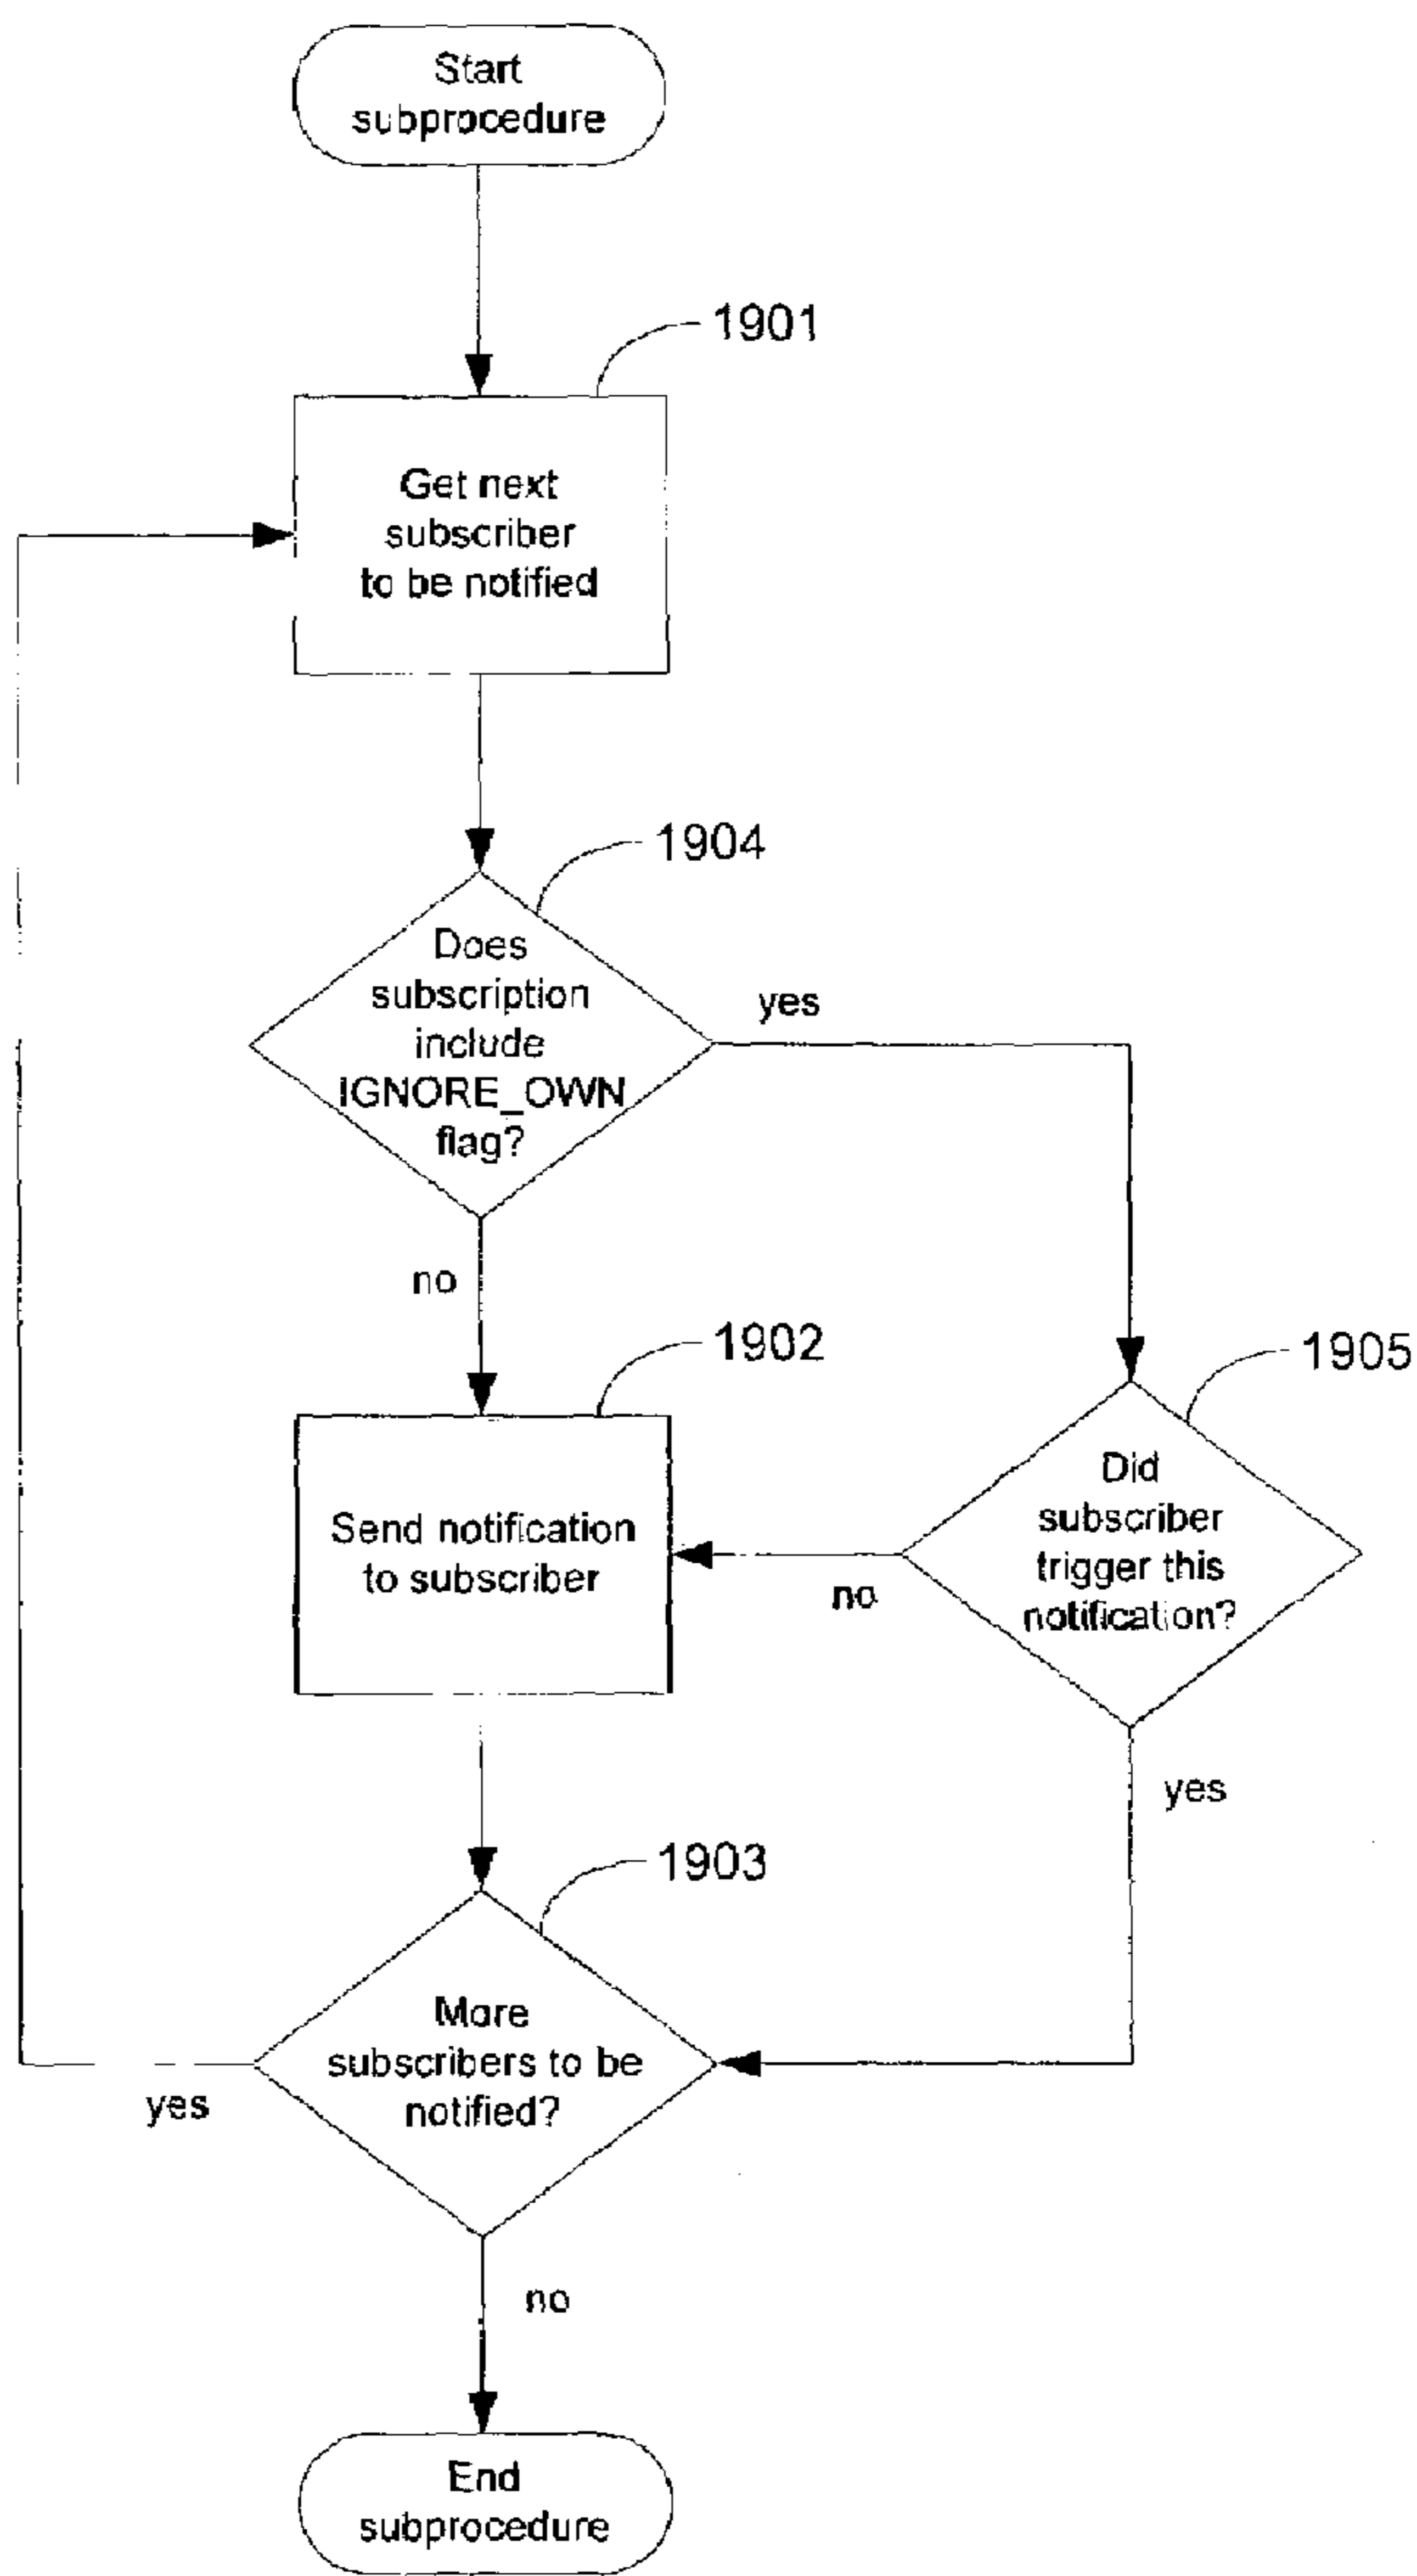 Start
subprocedure
1901
Get next
subscriber
to be notified
1904
Does
subscription
include
IGNORE_OWN
flag?
yes
no
1902
1905
Send notification
to subscriber
Did
subscriber
trigger this
notification?
no
yes
1903
More
subscribers to be
notified?
yes
no
End
subprocedure